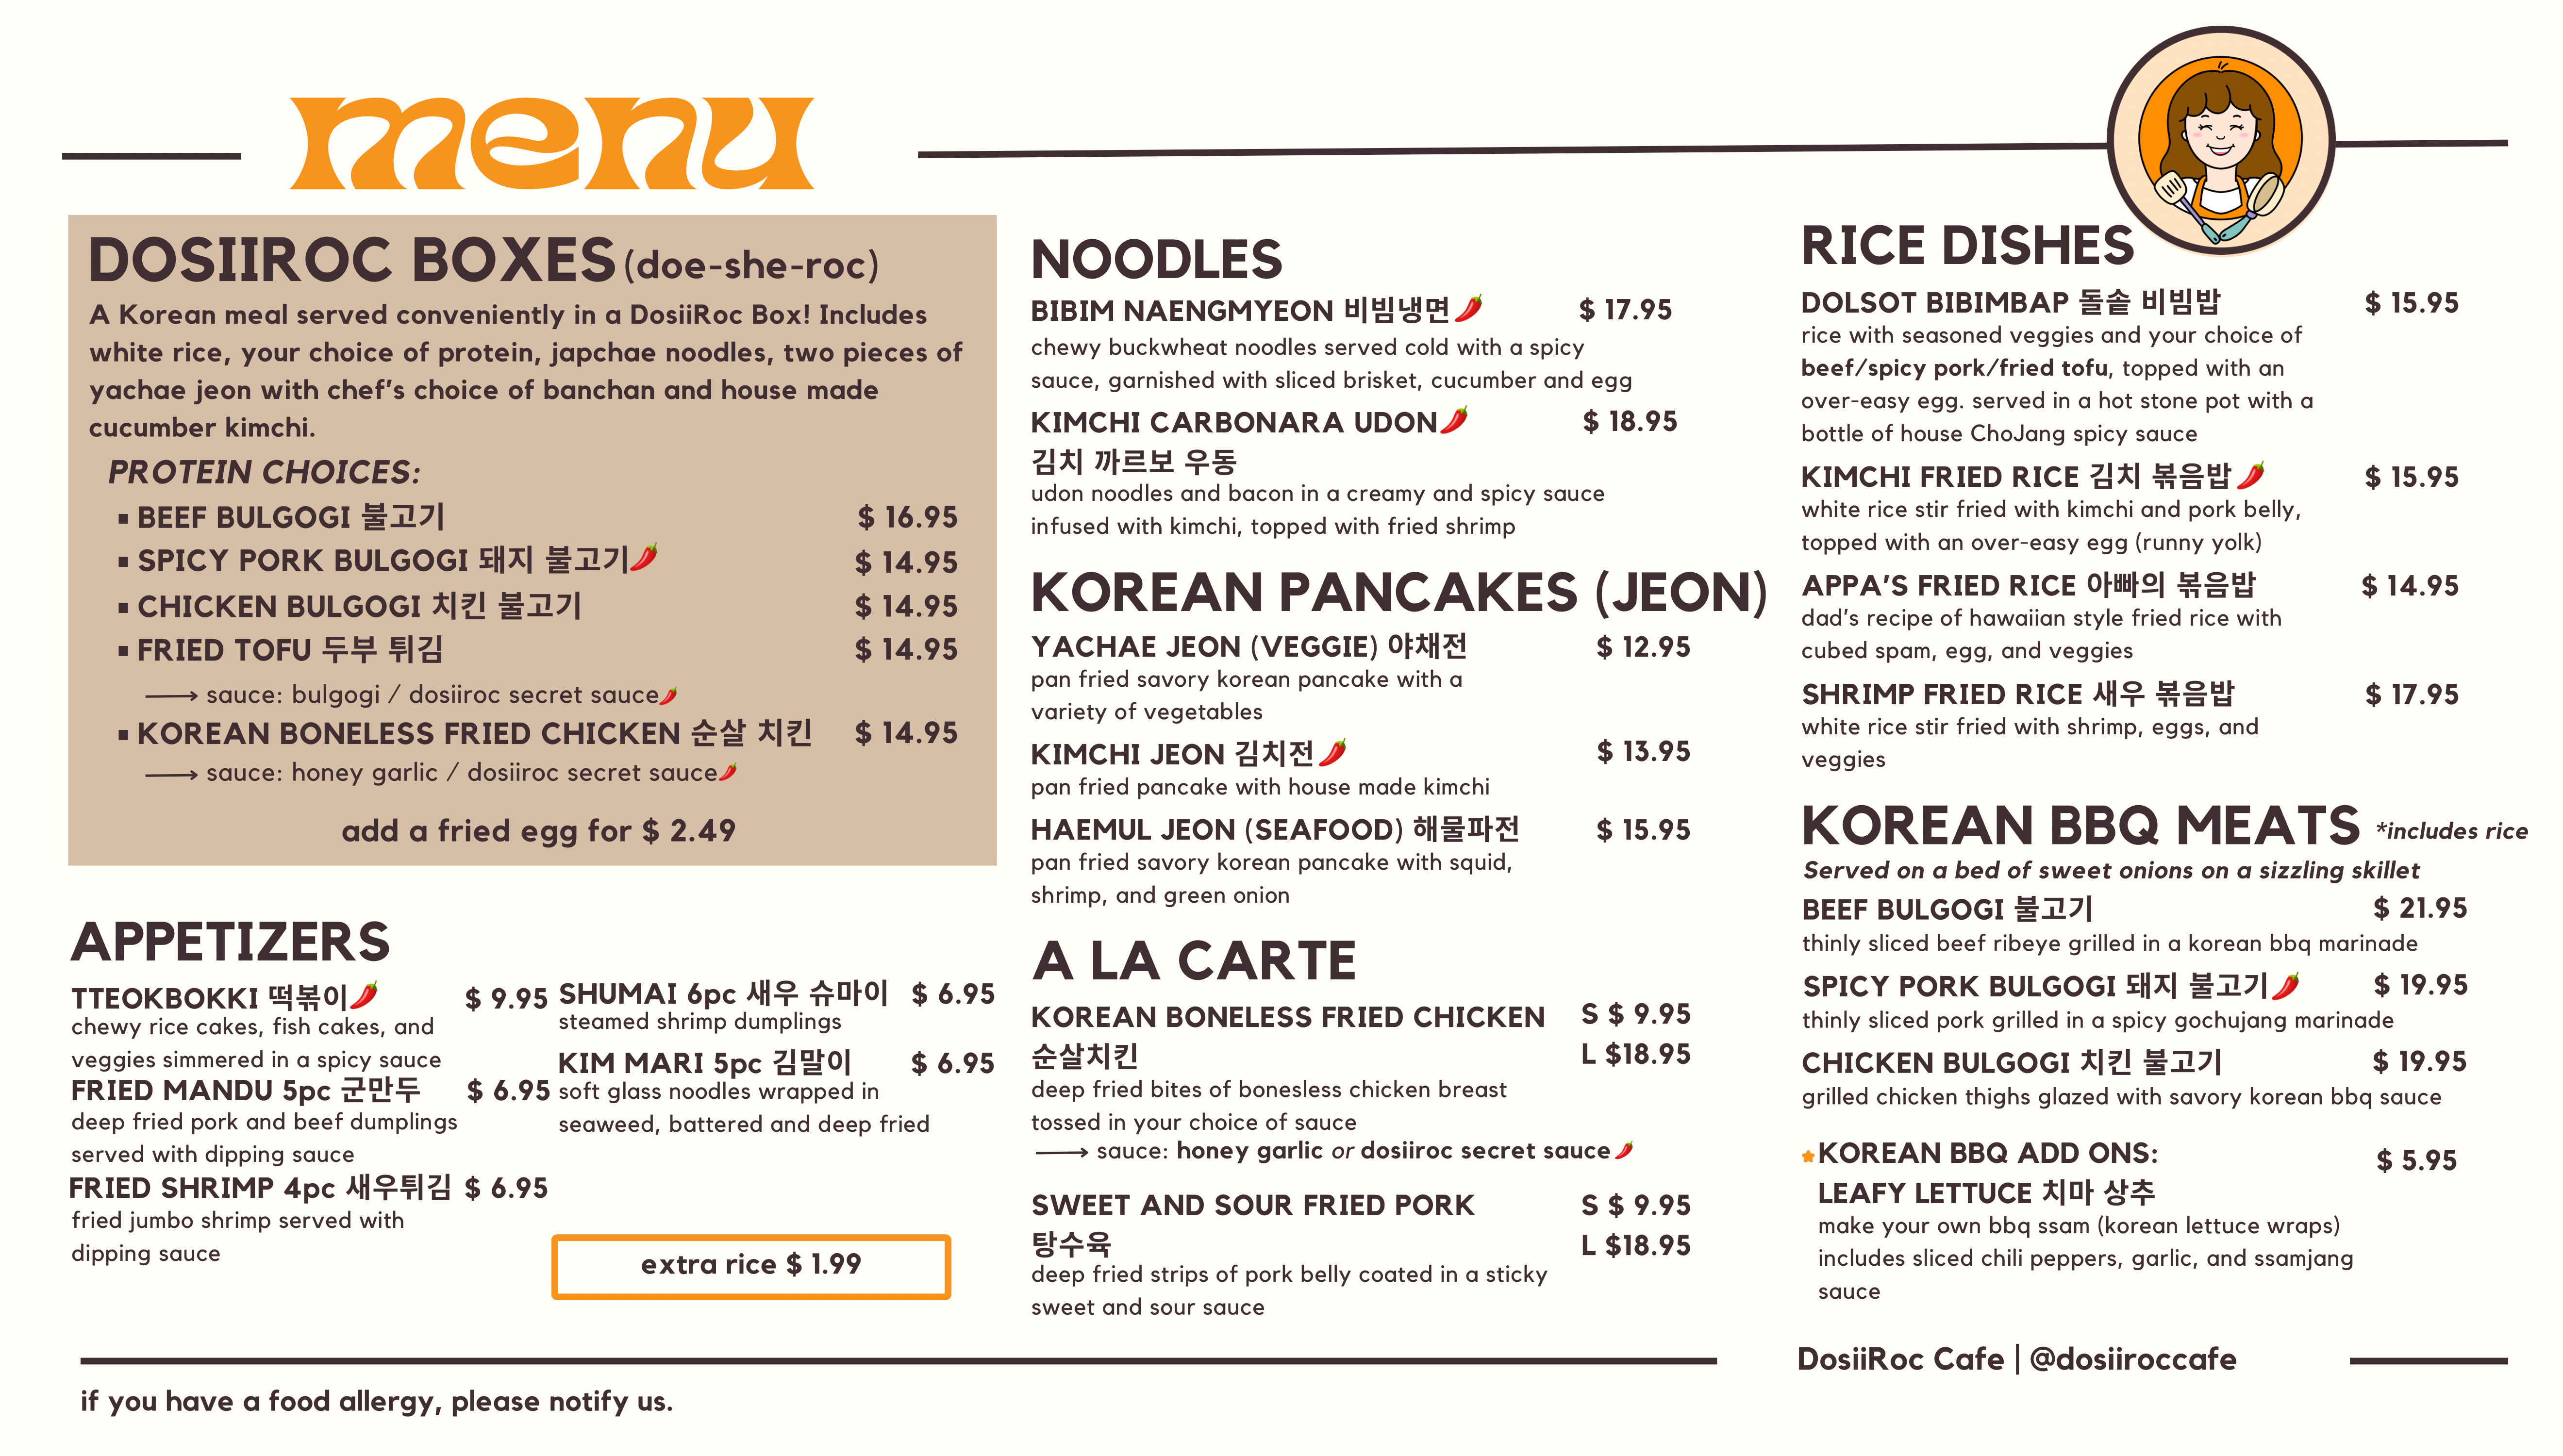 menu
DOSIIROC BOXES (doe-she-roc)
A Korean meal served conveniently in a DosiiRoc Box! Includes
white rice, your choice of protein, japchae noodles, two pieces of
yachae jeon with chef's choice of banchan and house made
cucumber kimchi.
PROTEIN CHOICES:
▪ BEEF BULGOGI 불고기 $ 16.95
▪ SPICY PORK BULGOGI 돼지 불고기🌶 $ 14.95
▪ CHICKEN BULGOGI 치킨 불고기 $ 14.95
▪ FRIED TOFU 두부 튀김 $ 14.95
⟶ sauce: bulgogi / dosiiroc secret sauce🌶
▪ KOREAN BONELESS FRIED CHICKEN 순살 치킨 $ 14.95
⟶ sauce: honey garlic / dosiiroc secret sauce🌶
add a fried egg for $ 2.49
APPETIZERS
TTEOKBOKKI 떡볶이🌶 $ 9.95
chewy rice cakes, fish cakes, and
veggies simmered in a spicy sauce
FRIED MANDU 5pc 군만두 $ 6.95
deep fried pork and beef dumplings
served with dipping sauce
FRIED SHRIMP 4pc 새우튀김 $ 6.95
fried jumbo shrimp served with
dipping sauce
SHUMAI 6pc 새우 슈마이 $ 6.95
steamed shrimp dumplings
KIM MARI 5pc 김말이 $ 6.95
soft glass noodles wrapped in
seaweed, battered and deep fried
extra rice $ 1.99
NOODLES
BIBIM NAENGMYEON 비빔냉면🌶 $ 17.95
chewy buckwheat noodles served cold with a spicy
sauce, garnished with sliced brisket, cucumber and egg
KIMCHI CARBONARA UDON🌶 $ 18.95
김치 까르보 우동
udon noodles and bacon in a creamy and spicy sauce
infused with kimchi, topped with fried shrimp
KOREAN PANCAKES (JEON)
YACHAE JEON (VEGGIE) 야채전 $ 12.95
pan fried savory korean pancake with a
variety of vegetables
KIMCHI JEON 김치전🌶 $ 13.95
pan fried pancake with house made kimchi
HAEMUL JEON (SEAFOOD) 해물파전 $ 15.95
pan fried savory korean pancake with squid,
shrimp, and green onion
A LA CARTE
KOREAN BONELESS FRIED CHICKEN S $ 9.95
순살치킨 L $18.95
deep fried bites of bonesless chicken breast
tossed in your choice of sauce
⟶ sauce: honey garlic or dosiiroc secret sauce🌶
SWEET AND SOUR FRIED PORK S $ 9.95
탕수육 L $18.95
deep fried strips of pork belly coated in a sticky
sweet and sour sauce
RICE DISHES
DOLSOT BIBIMBAP 돌솥 비빔밥 $ 15.95
rice with seasoned veggies and your choice of
beef/spicy pork/fried tofu, topped with an
over-easy egg. served in a hot stone pot with a
bottle of house ChoJang spicy sauce
KIMCHI FRIED RICE 김치 볶음밥🌶 $ 15.95
white rice stir fried with kimchi and pork belly,
topped with an over-easy egg (runny yolk)
APPA'S FRIED RICE 아빠의 볶음밥 $ 14.95
dad's recipe of hawaiian style fried rice with
cubed spam, egg, and veggies
SHRIMP FRIED RICE 새우 볶음밥 $ 17.95
white rice stir fried with shrimp, eggs, and
veggies
KOREAN BBQ MEATS *includes rice
Served on a bed of sweet onions on a sizzling skillet
BEEF BULGOGI 불고기 $ 21.95
thinly sliced beef ribeye grilled in a korean bbq marinade
SPICY PORK BULGOGI 돼지 불고기🌶 $ 19.95
thinly sliced pork grilled in a spicy gochujang marinade
CHICKEN BULGOGI 치킨 불고기 $ 19.95
grilled chicken thighs glazed with savory korean bbq sauce
KOREAN BBQ ADD ONS: $ 5.95
LEAFY LETTUCE 치마 상추
make your own bbq ssam (korean lettuce wraps)
includes sliced chili peppers, garlic, and ssamjang
sauce
DosiiRoc Cafe | @dosiiroccafe
if you have a food allergy, please notify us.